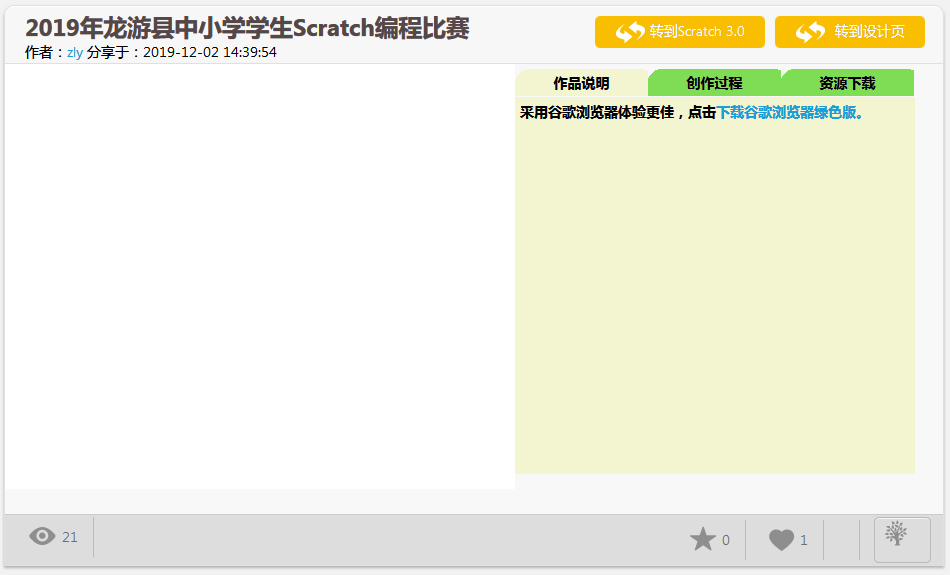 2019年龙游县中小学学生Scratch编程比赛
作者：zly 分享于：2019-12-02 14:39:54
转到Scratch 3.0
转到设计页
作品说明
创作过程
资源下载
采用谷歌浏览器体验更佳，点击下载谷歌浏览器绿色版。
21
0
1